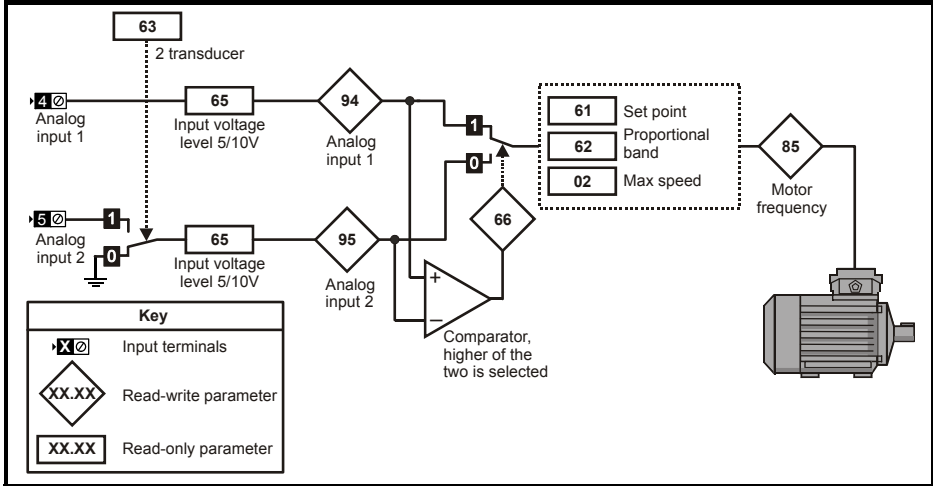 63
2 transducer
4
65
94
Analog
input 1
Input voltage
level 5/10V
Analog
input 1
1
0
61
Set point
62
Proportional
band
02
Max speed
85
Motor
frequency
66
5
1
0
Analog
input 2
65
95
Input voltage
level 5/10V
Analog
input 2
+
–
Comparator,
higher of the
two is selected
Key
X
Input terminals
XX.XX
Read-write parameter
XX.XX
Read-only parameter